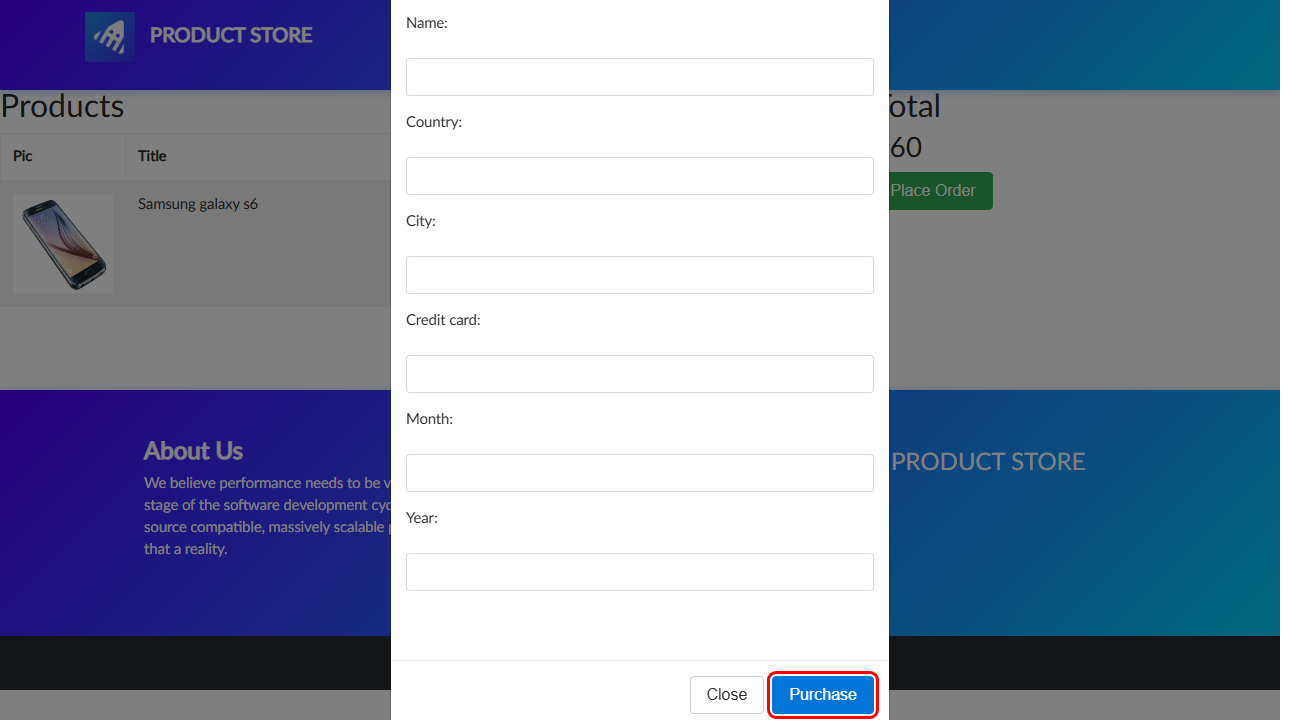 PRODUCT STORE
Name:
Products
Total
Country:
60
Pic
Title
Place Order
Samsung galaxy s6
City:
Credit card:
Month:
About Us
PRODUCT STORE
We believe performance needs to be v
stage of the software development cyc
source compatible, massively scalable
that a reality.
Year:
Close
Purchase